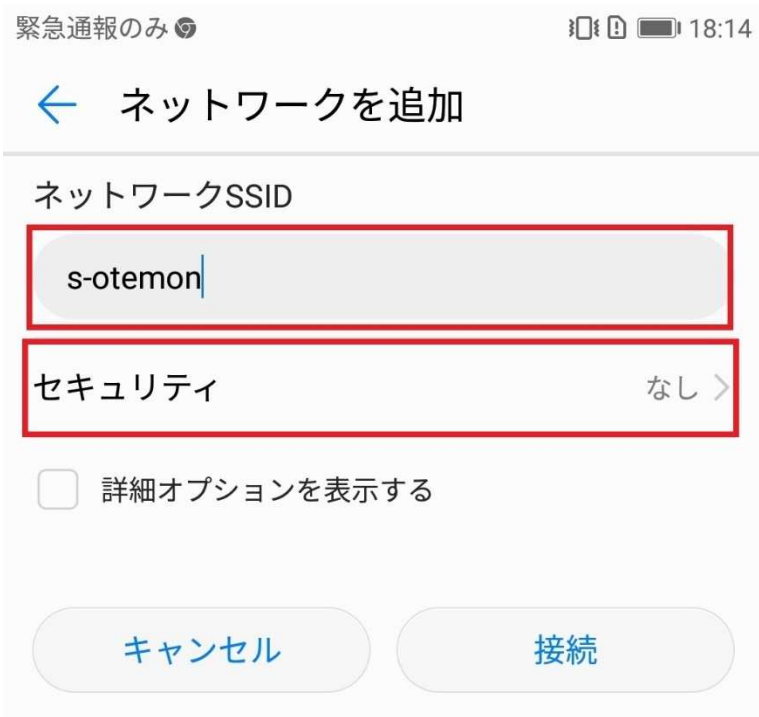 緊急通報のみ 18:14
ネットワークを追加
ネットワークSSID
s-otemon
セキュリティ なし
詳細オプションを表示する
キャンセル 接続